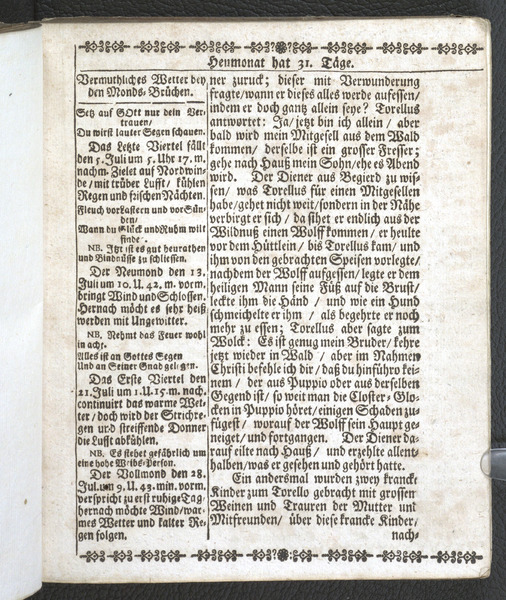 Heumonat hat 31. Täge.
Vermuthliches Wetter bey
den Monds-Brüchen.
Setz auf GOtt nur dein Ver-
trauen/
Du wirst lauter Segen schauen.
Das Letzte Viertel fällt
den 5. Juli um 5. Uhr 17. m.
nachm. Zielet auf Nordwin-
de/ mit trüber Lufft/ kühlen
Regen und frischen Nächten.
Fleuch vor Lastern und vor Sün-
den/
Wann du Glück und Ruhm wilt
finde.
NB. Itzt ist es gut heurathen
und Bündnüsse zu schliessen.
Der Neumond den 13.
Juli um 10. U. 42. m. vorm.
bringt Wind und Schlossen.
Hernach möcht es sehr heiß
werden mit Ungewitter.
NB. Nehmt das Feuer wohl
in acht.
Alles ist an Gottes Segen
Und an Seiner Gnad gelegen.
Das Erste Viertel den
21. Juli um 1. U. 15. m. nach.
continuirt das warme Wet-
ter/ doch wird der Strichre-
gen und streiffende Donner
die Lufft abkühlen.
NB. Es stehet gefährlich um
eine hohe Weibs-Person.
Der Vollmond den 28.
Jul. um 9. U. 43. min. vorm.
verspricht zu erst ruhige Tag
hernach möchte Wind/ war-
mes Wetter und kalter Re-
gen folgen.
ner zuruck; dieser mit Verwunderung
fragte/ wann er dieses alles werde aufessen/
indem er doch gantz allein seye? Torellus
antwortet: Ja/ jetzt bin ich allein/ aber
bald wird mein Mitgesell aus dem Wald
kommen/ derselbe ist ein grosser Fresser;
gehe nach Hauß mein Sohn/ ehe es Abend
wird. Der Diener aus Begierd zu wis-
sen/ was Torellus für einen Mitgesellen
habe/ gehet nicht weit/ sondern in der Nähe
verbirgt er sich/ da sihet er endlich aus der
Wildnuß einen Wolff kommen/ er heulte
vor dem Hüttlein/ bis Torellus kam/ und
ihm von den gebrachten Speisen vorlegte/
nachdem der Wolff aufgessen/ legte er dem
heiligen Mann seine Füß auf die Brust/
leckte ihm die Händ/ und wie ein Hund
schmeichelte er ihm/ als begehrte er noch
mehr zu essen; Torellus aber sagte zum
Wolck: Es ist genug mein Bruder/ kehre
jetzt wieder in Wald/ aber im Nahmen
Christi befehle ich dir/ daß du hinführo kei-
nem/ der aus Puppio oder aus derselben
Gegend ist/ so weit man die Closter-Glo-
cken in Puppio höret/ einigen Schaden zu-
fügest/ worauf der Wolff sein Haupt ge-
neiget/ und fortgangen. Der Diener da-
rauf eilte nach Hauß/ und erzehlte allent-
halben/ was er gesehen und gehört hatte.
Ein andersmal wurden zwey krancke
Kinder zum Torello gebracht mit grossen
Weinen und Trauren der Mutter und
Mitfreunden/ über diese krancke Kinder/
nach-